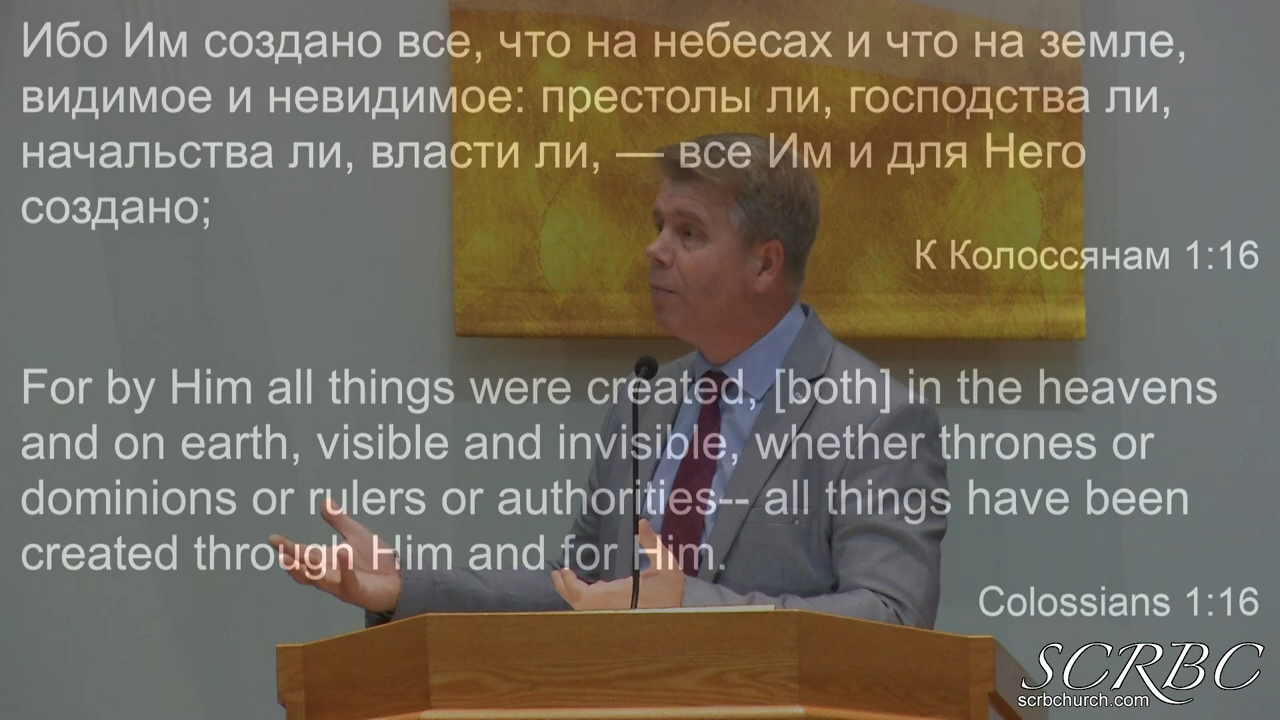 Ибо Им создано все, что на небесах и что на земле,
видимое и невидимое: престолы ли, господства ли,
начальства ли, власти ли, — все Им и для Него
создано;
К Колоссянам 1:16
For by Him all things were created, [both] in the heavens
and on earth, visible and invisible, whether thrones or
dominions or rulers or authorities-- all things have been
created through Him and for Him.
Colossians 1:16
SCRBC
scrbchurch.com